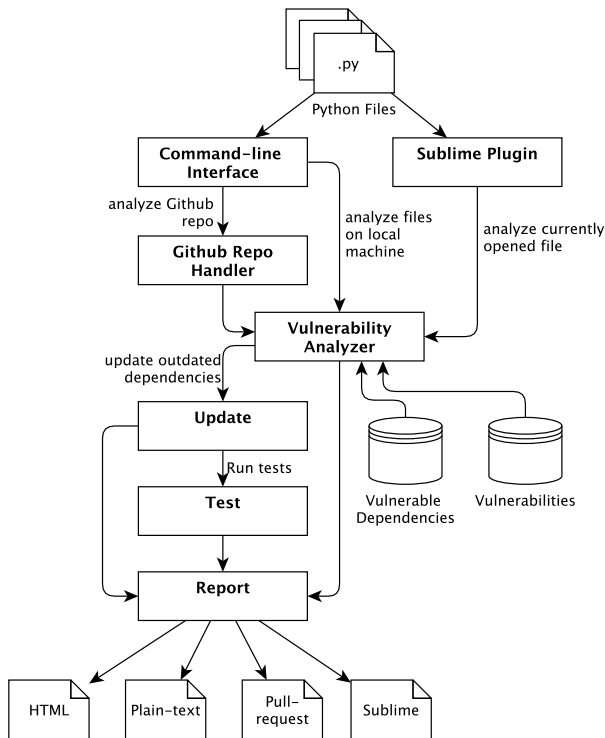 .py
Python Files
Command-line
Interface
Sublime Plugin
analyze Github
repo
analyze files
on local
machine
analyze currently
opened file
Github Repo
Handler
Vulnerability
Analyzer
update outdated
dependencies
Update
Run tests
Vulnerable
Dependencies
Vulnerabilities
Test
Report
HTML
Plain-text
Pull-
request
Sublime